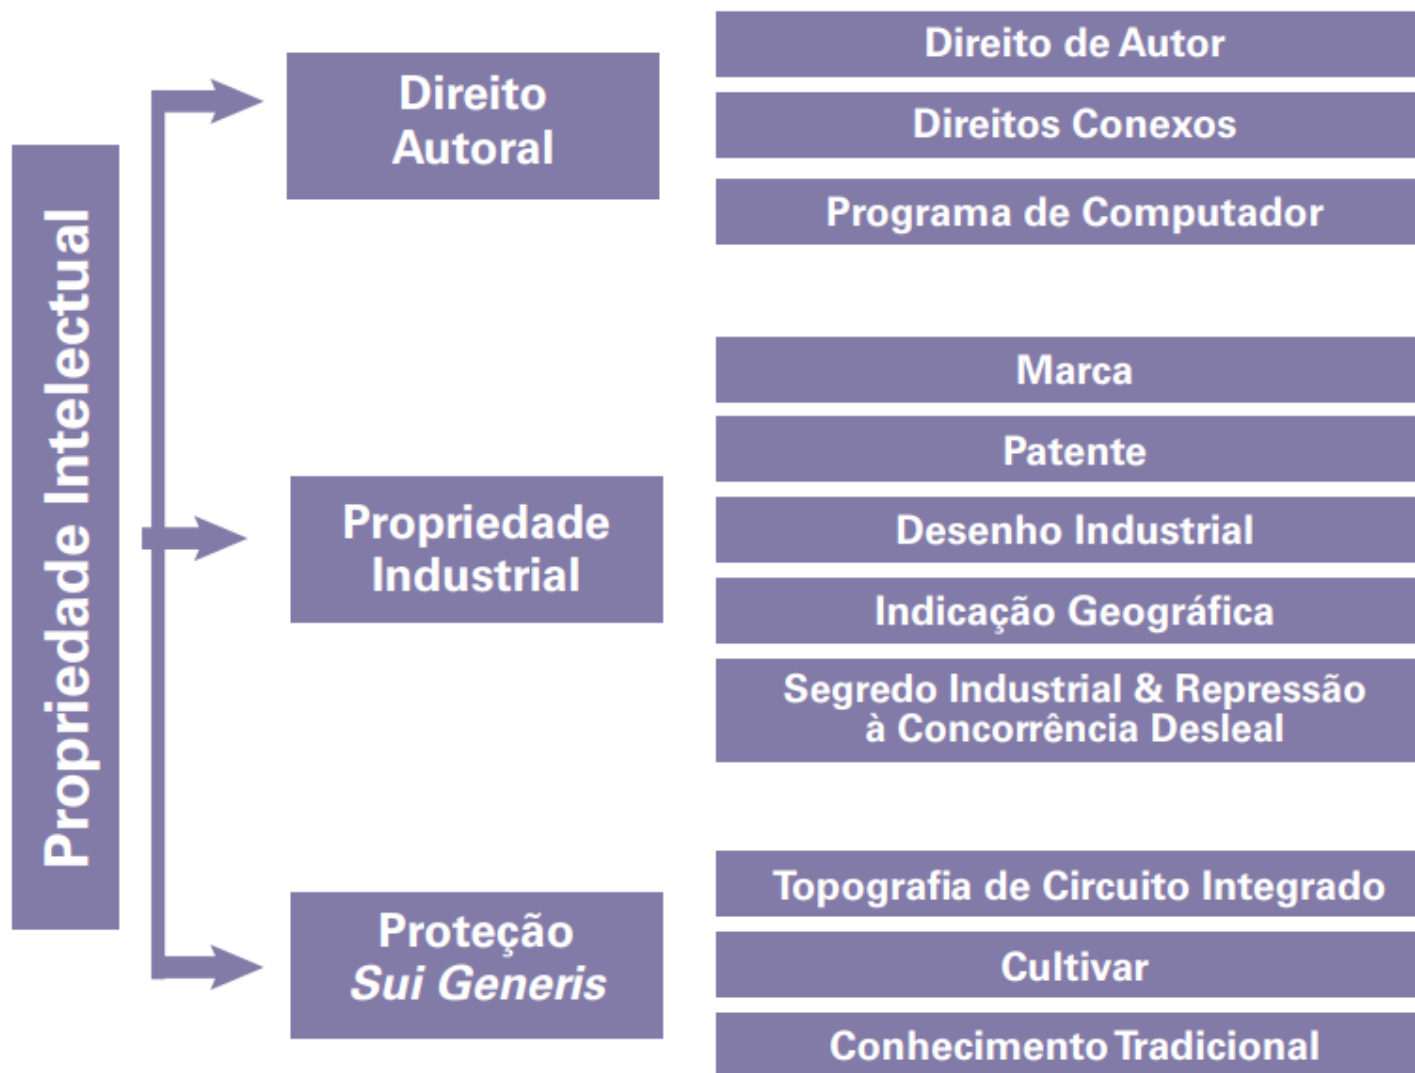 Propriedade Intelectual
Direito
Autoral
Direito de Autor
Direitos Conexos
Programa de Computador
Propriedade
Industrial
Marca
Patente
Desenho Industrial
Indicação Geográfica
Segredo Industrial & Repressão
à Concorrência Desleal
Proteção
Sui Generis
Topografia de Circuito Integrado
Cultivar
Conhecimento Tradicional